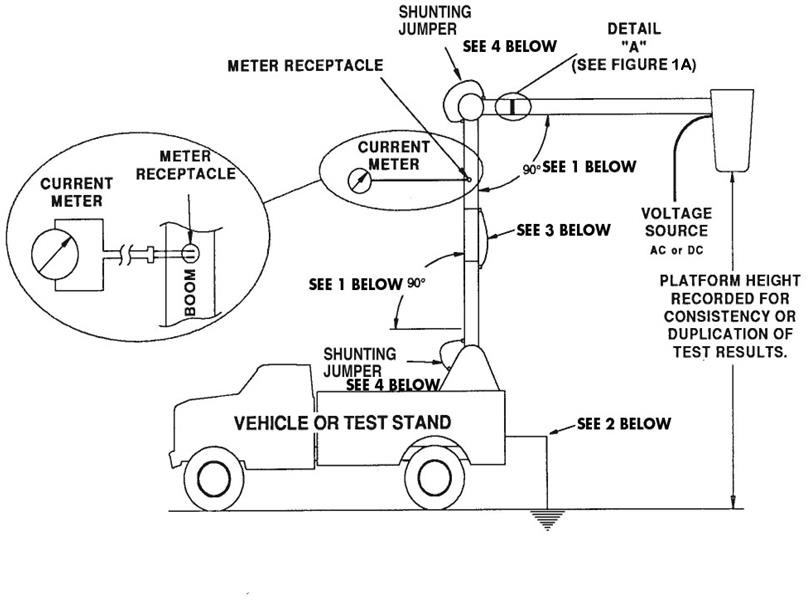 SHUNTING
JUMPER
SEE 4 BELOW
DETAIL
"A"
(SEE FIGURE 1A)
METER RECEPTACLE
CURRENT
METER
METER
RECEPTACLE
CURRENT
METER
BOOM
90° SEE 1 BELOW
SEE 3 BELOW
VOLTAGE
SOURCE
AC or DC
SEE 1 BELOW 90°
PLATFORM HEIGHT
RECORDED FOR
CONSISTENCY OR
DUPLICATION OF
TEST RESULTS.
SHUNTING
JUMPER
SEE 4 BELOW
VEHICLE OR TEST STAND
SEE 2 BELOW